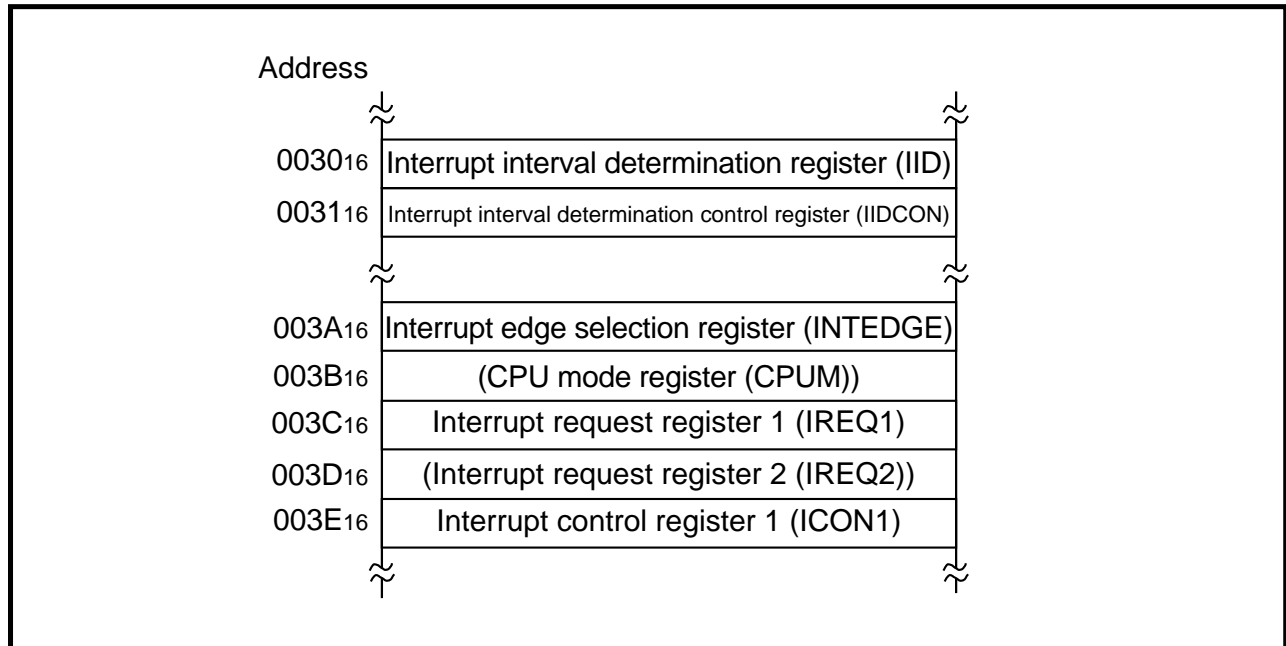 Address
0030₁₆ Interrupt interval determination register (IID)
0031₁₆ Interrupt interval determination control register (IIDCON)
003A₁₆ Interrupt edge selection register (INTEDGE)
003B₁₆ (CPU mode register (CPUM))
003C₁₆ Interrupt request register 1 (IREQ1)
003D₁₆ (Interrupt request register 2 (IREQ2))
003E₁₆ Interrupt control register 1 (ICON1)